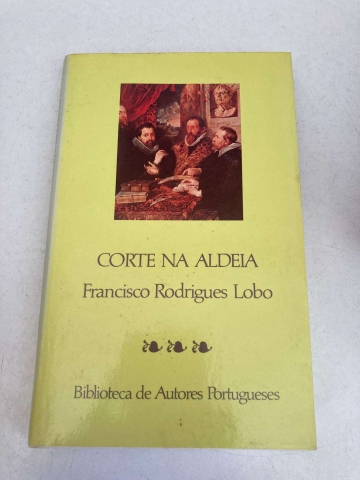 CORTE NA ALDEIA
Francisco Rodrigues Lobo
Biblioteca de Autores Portugueses